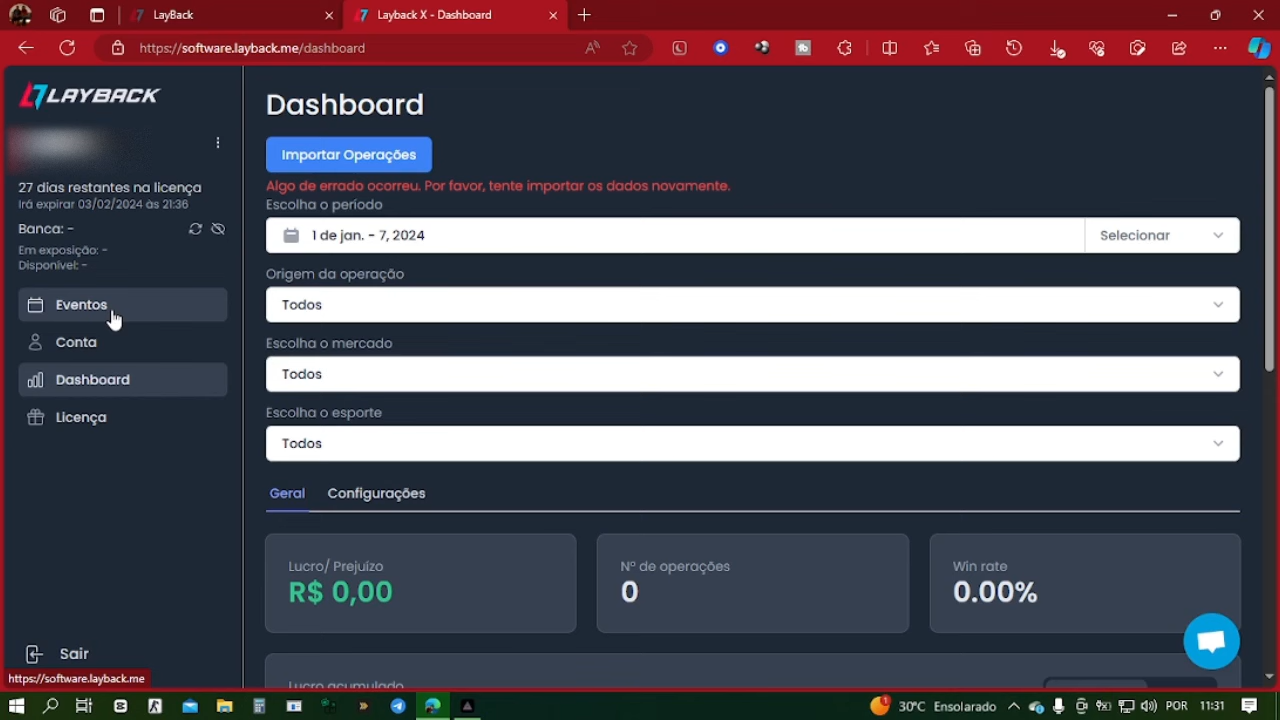 LayBack
Layback X - Dashboard
https://software.layback.me/dashboard
LAYBACK
27 dias restantes na licença
Irá expirar 03/02/2024 às 21:36
Banca: -
Em exposição: -
Disponível: -
Eventos
Conta
Dashboard
Licença
Sair
https://software.layback.me
Dashboard
Importar Operações
Algo de errado ocorreu. Por favor, tente importar os dados novamente.
Escolha o período
1 de jan. - 7, 2024
Selecionar
Origem da operação
Todos
Escolha o mercado
Todos
Escolha o esporte
Todos
Geral
Configurações
Lucro/ Prejuízo
R$ 0,00
Nº de operações
0
Win rate
0.00%
Lucro acumulado
30°C Ensolarado
POR
11:31